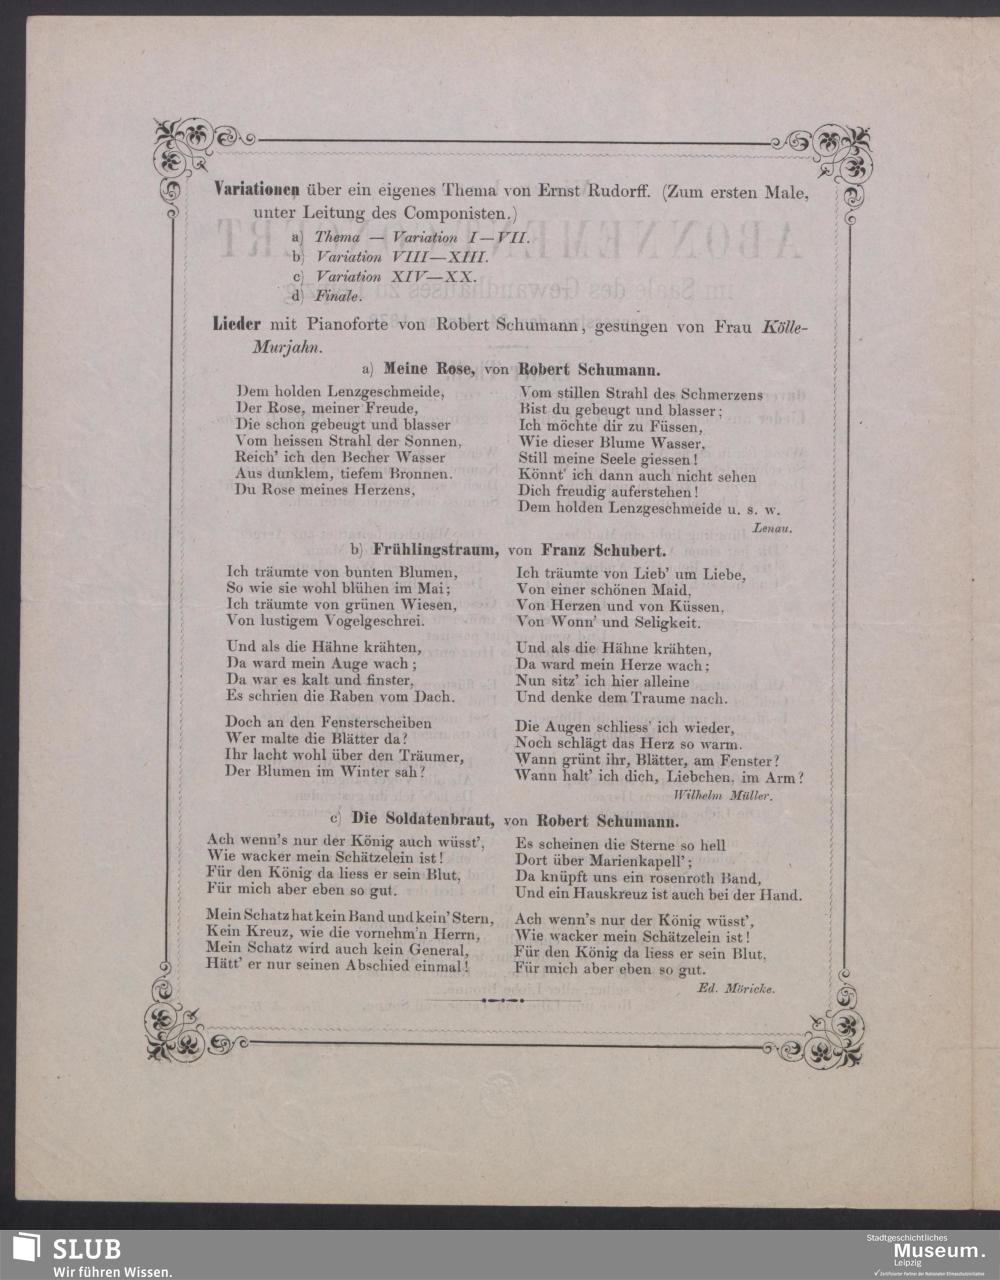 Variationen über ein eigenes Thema von Ernst Rudorff. (Zum ersten Male,
unter Leitung des Componisten.)
a) Thema — Variation I—VII.
b) Variation VIII—XIII.
c) Variation XIV—XX.
d) Finale.
Lieder mit Pianoforte von Robert Schumann, gesungen von Frau Kölle-
Murjahn.
a) Meine Rose, von Robert Schumann.
Dem holden Lenzgeschmeide,
Der Rose, meiner Freude,
Die schon gebeugt und blasser
Vom heissen Strahl der Sonnen,
Reich' ich den Becher Wasser
Aus dunklem, tiefem Bronnen.
Du Rose meines Herzens,
Vom stillen Strahl des Schmerzens
Bist du gebeugt und blasser;
Ich möchte dir zu Füssen,
Wie dieser Blume Wasser,
Still meine Seele giessen!
Könnt' ich dann auch nicht sehen
Dich freudig auferstehen!
Dem holden Lenzgeschmeide u. s. w.
Lenau.
b) Frühlingstraum, von Franz Schubert.
Ich träumte von bunten Blumen,
So wie sie wohl blühen im Mai;
Ich träumte von grünen Wiesen,
Von lustigem Vogelgeschrei.
Und als die Hähne krähten,
Da ward mein Auge wach;
Da war es kalt und finster,
Es schrien die Raben vom Dach.
Doch an den Fensterscheiben
Wer malte die Blätter da?
Ihr lacht wohl über den Träumer,
Der Blumen im Winter sah?
Ich träumte von Lieb' um Liebe,
Von einer schönen Maid,
Von Herzen und von Küssen,
Von Wonn' und Seligkeit.
Und als die Hähne krähten,
Da ward mein Herze wach;
Nun sitz' ich hier alleine
Und denke dem Traume nach.
Die Augen schliess' ich wieder,
Noch schlägt das Herz so warm.
Wann grünt ihr, Blätter, am Fenster?
Wann halt' ich dich, Liebchen, im Arm?
Wilhelm Müller.
c) Die Soldatenbraut, von Robert Schumann.
Ach wenn's nur der König auch wüsst',
Wie wacker mein Schätzelein ist!
Für den König da liess er sein Blut,
Für mich aber eben so gut.
Mein Schatz hat kein Band und kein' Stern,
Kein Kreuz, wie die vornehm'n Herrn,
Mein Schatz wird auch kein General,
Hätt' er nur seinen Abschied einmal!
Es scheinen die Sterne so hell
Dort über Marienkapell';
Da knüpft uns ein rosenroth Band,
Und ein Hauskreuz ist auch bei der Hand.
Ach wenn's nur der König wüsst',
Wie wacker mein Schätzelein ist!
Für den König da liess er sein Blut,
Für mich aber eben so gut.
Ed. Möricke.
SLUB
Wir führen Wissen.
Stadtgeschichtliches
Museum.
Leipzig
Zertifizierter Partner der Nationalen Klimaschutzinitiative